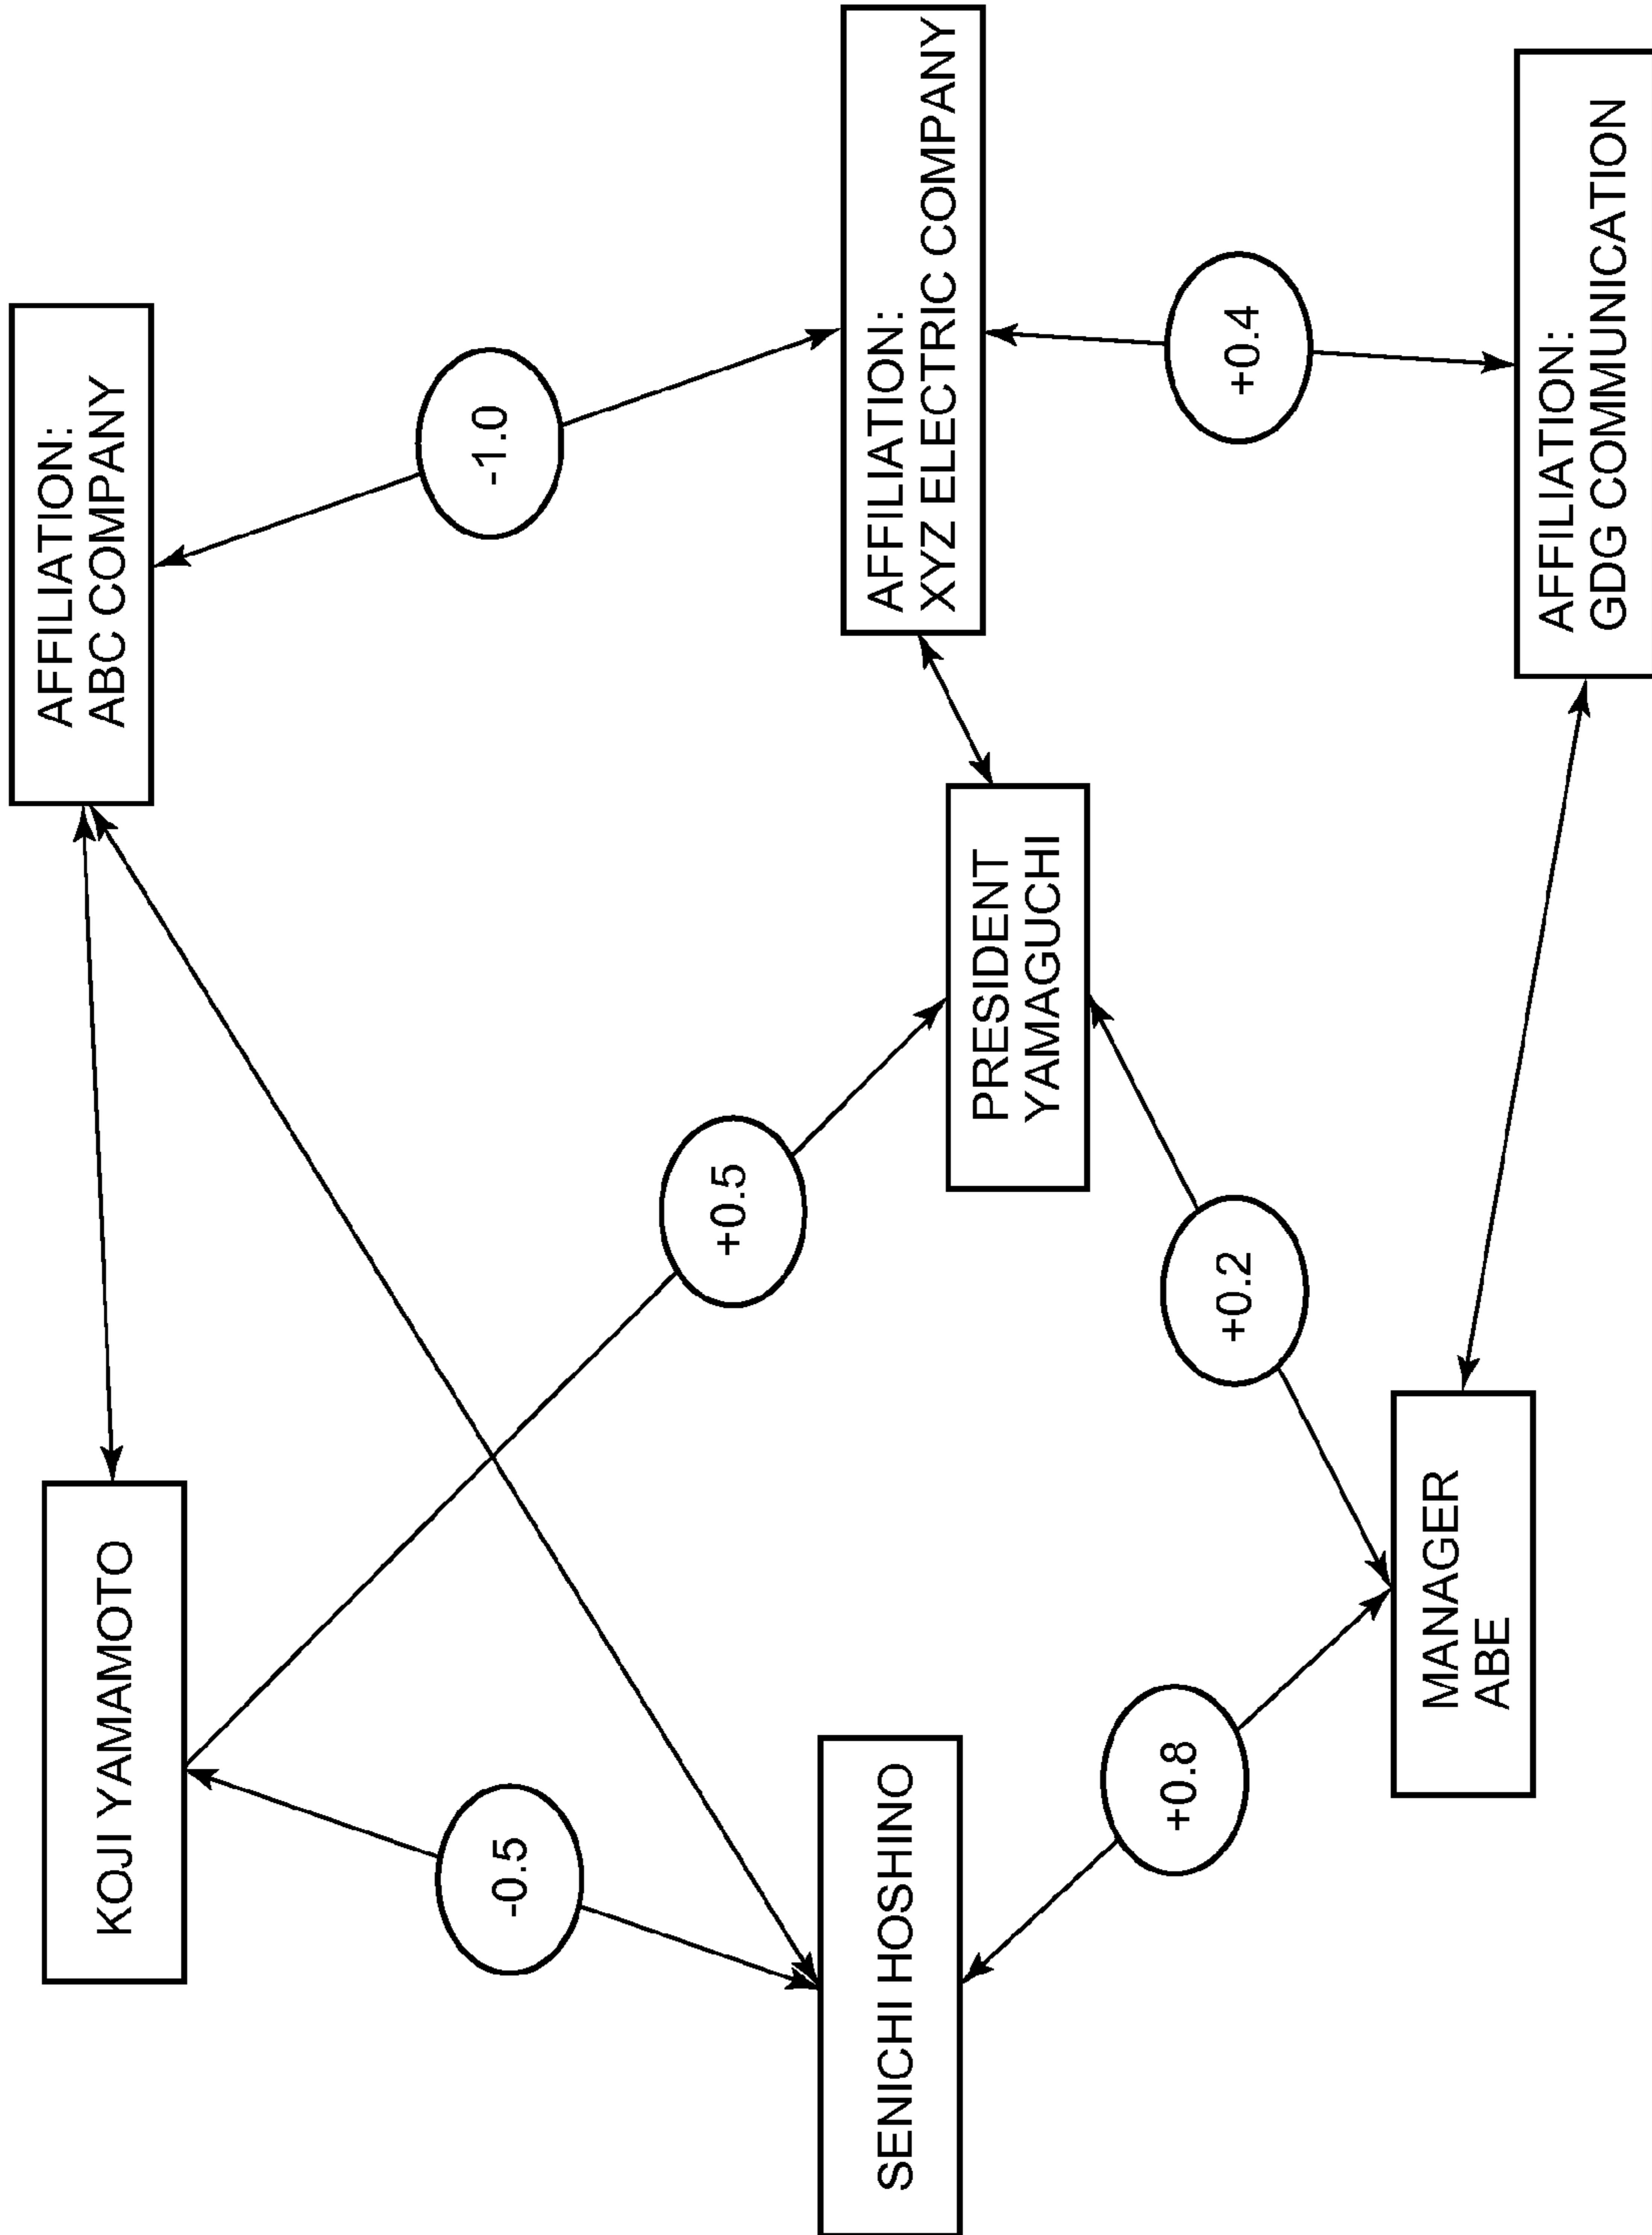 KOJI YAMAMOTO
AFFILIATION:
ABC COMPANY
-0.5
-1.0
+0.5
SENICHI HOSHINO
AFFILIATION:
XYZ ELECTRIC COMPANY
PRESIDENT
YAMAGUCHI
+0.8
+0.2
+0.4
MANAGER
ABE
AFFILIATION:
GDG COMMUNICATION